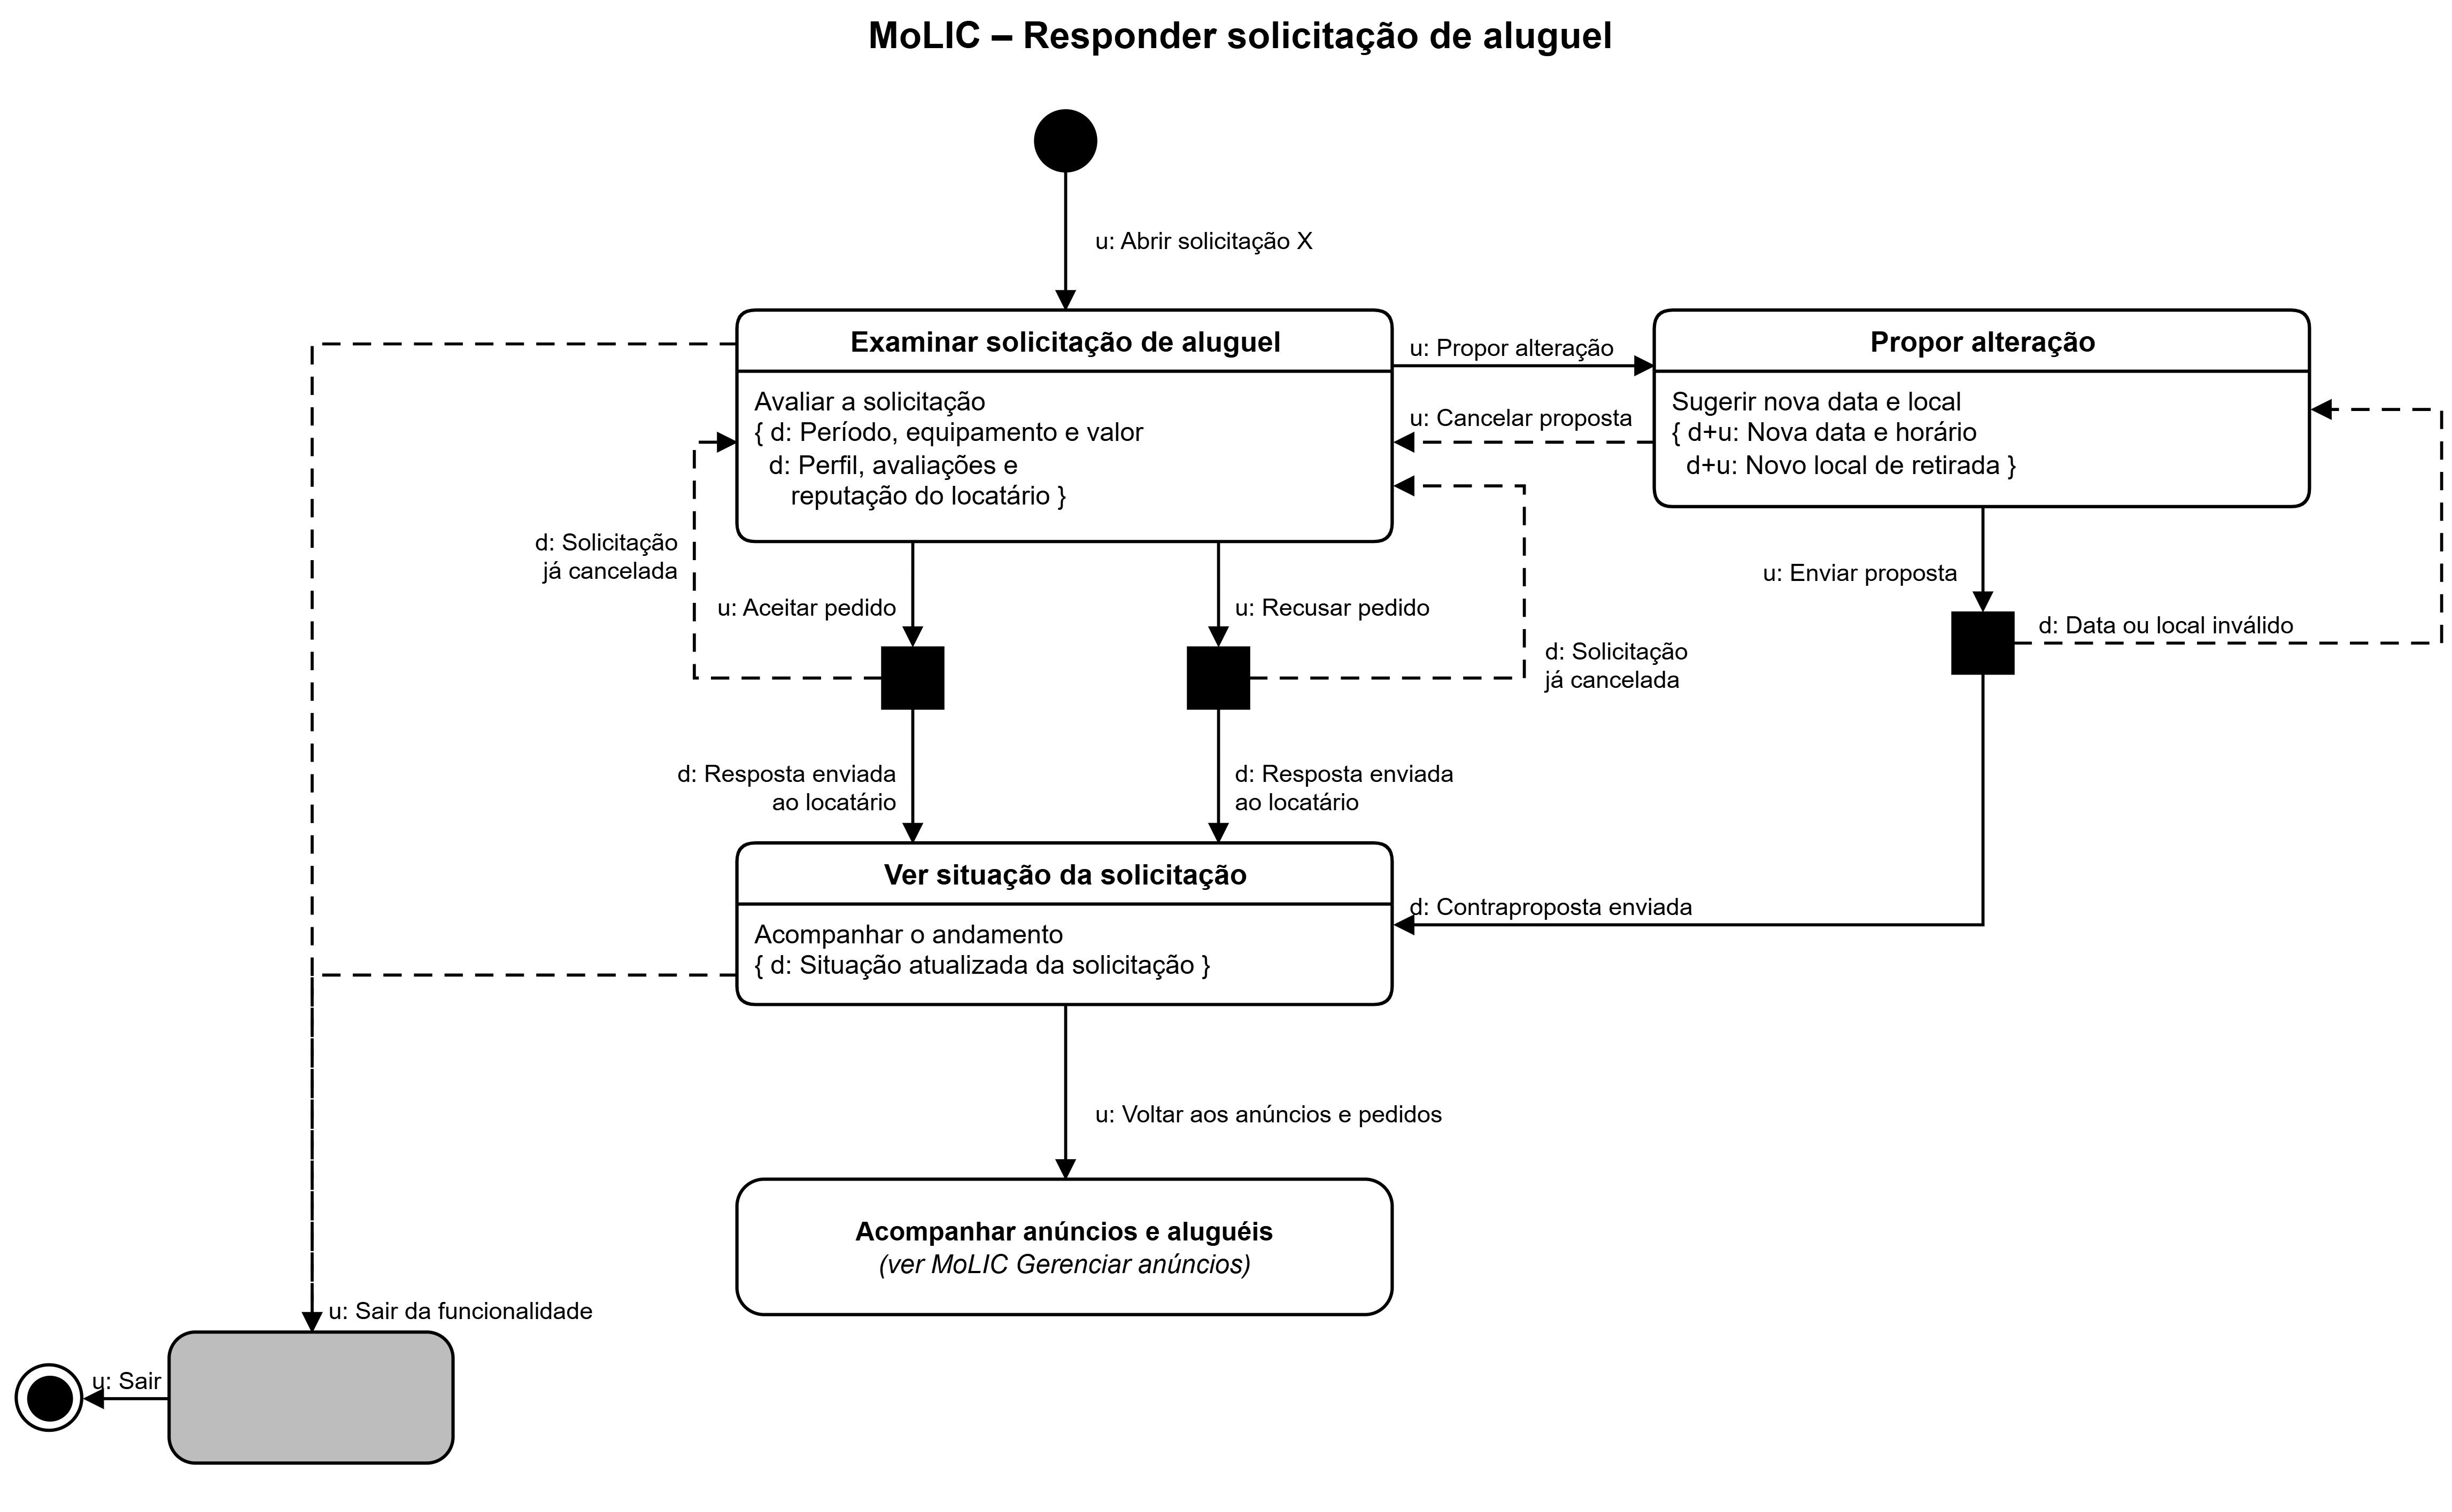 MoLIC – Responder solicitação de aluguel
u: Abrir solicitação X
Examinar solicitação de aluguel
Avaliar a solicitação
{ d: Período, equipamento e valor
d: Perfil, avaliações e
reputação do locatário }
u: Propor alteração
u: Cancelar proposta
Propor alteração
Sugerir nova data e local
{ d+u: Nova data e horário
d+u: Novo local de retirada }
d: Solicitação
já cancelada
u: Aceitar pedido
u: Recusar pedido
d: Solicitação
já cancelada
u: Enviar proposta
d: Data ou local inválido
d: Resposta enviada
ao locatário
d: Resposta enviada
ao locatário
Ver situação da solicitação
Acompanhar o andamento
{ d: Situação atualizada da solicitação }
d: Contraproposta enviada
u: Voltar aos anúncios e pedidos
Acompanhar anúncios e aluguéis
(ver MoLIC Gerenciar anúncios)
u: Sair da funcionalidade
u: Sair